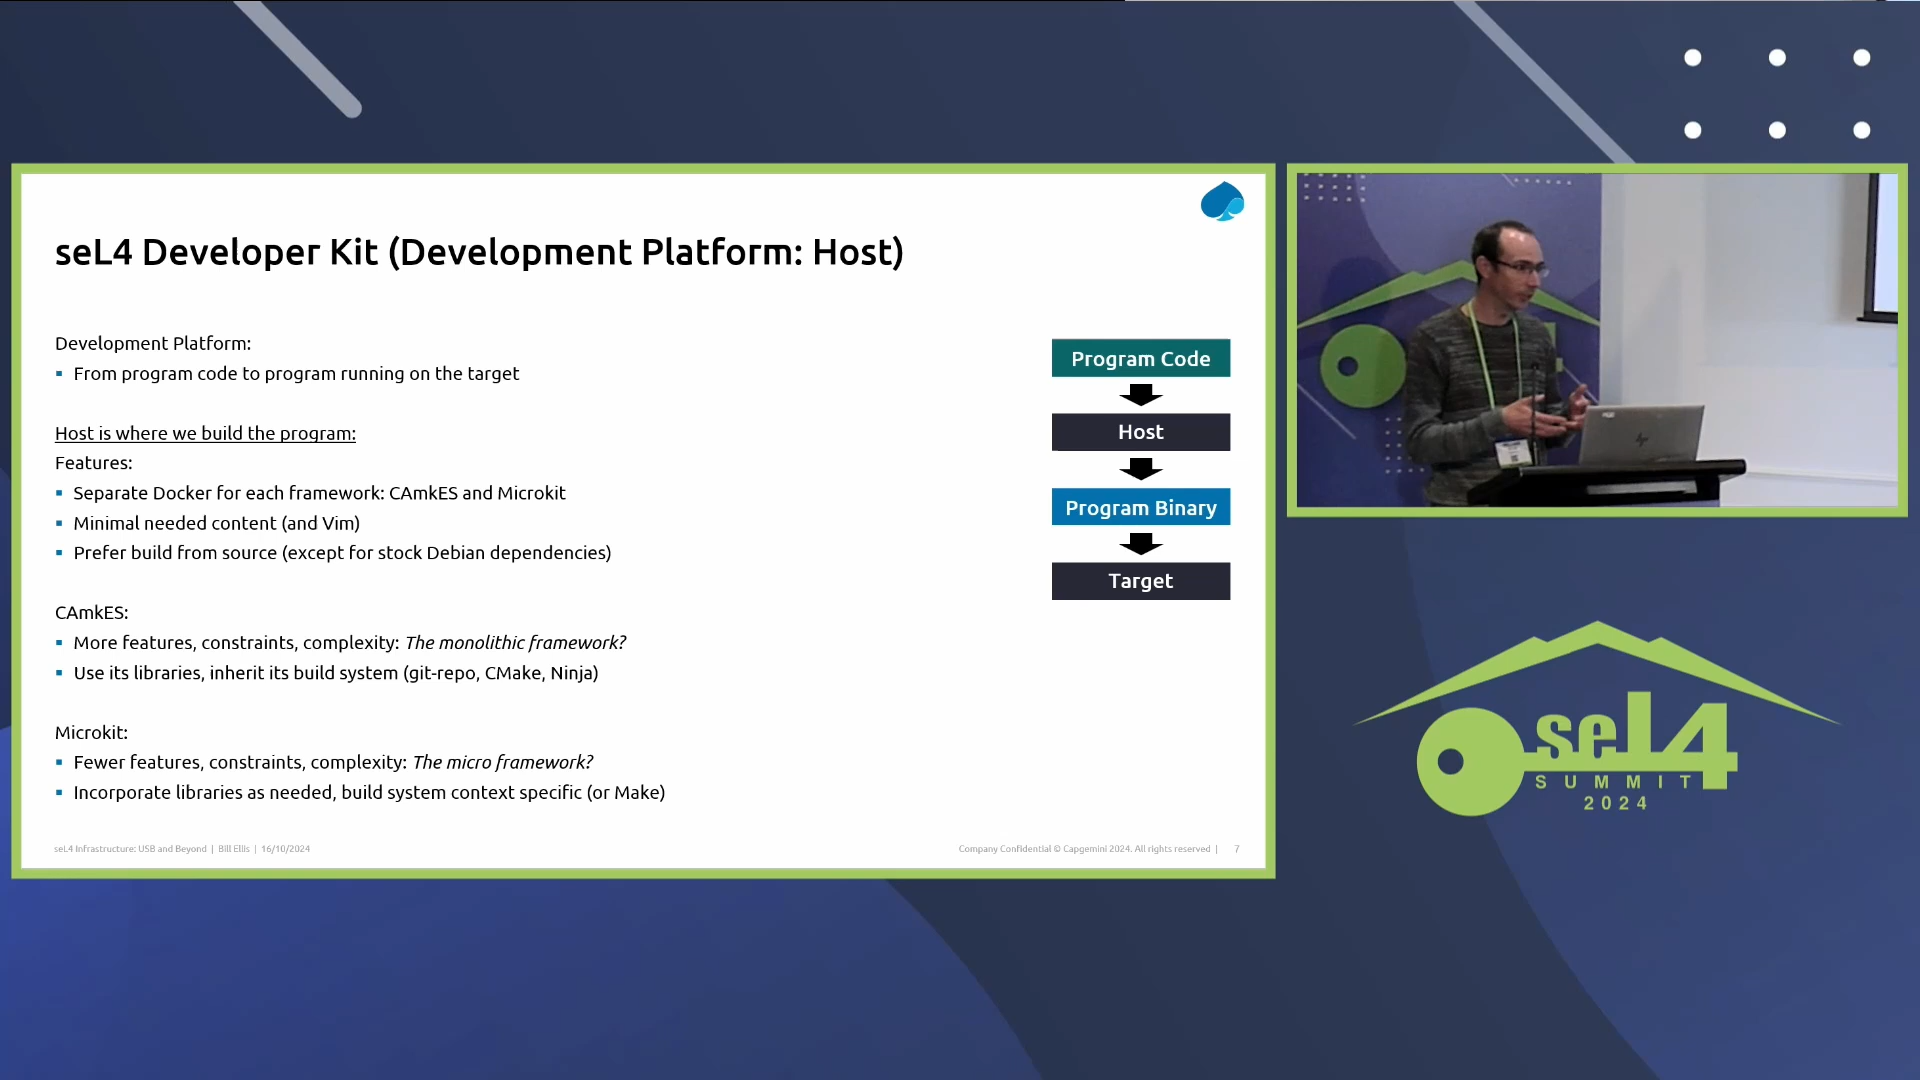 seL4 Developer Kit (Development Platform: Host)
Development Platform:
▪ From program code to program running on the target
Host is where we build the program:
Features:
▪ Separate Docker for each framework: CAmkES and Microkit
▪ Minimal needed content (and Vim)
▪ Prefer build from source (except for stock Debian dependencies)
CAmkES:
▪ More features, constraints, complexity: The monolithic framework?
▪ Use its libraries, inherit its build system (git-repo, CMake, Ninja)
Microkit:
▪ Fewer features, constraints, complexity: The micro framework?
▪ Incorporate libraries as needed, build system context specific (or Make)
Program Code
Host
Program Binary
Target
seL4 Infrastructure: USB and Beyond | Bill Ellis | 16/10/2024
Company Confidential © Capgemini 2024. All rights reserved | 7
hp
seL4
SUMMIT
2024